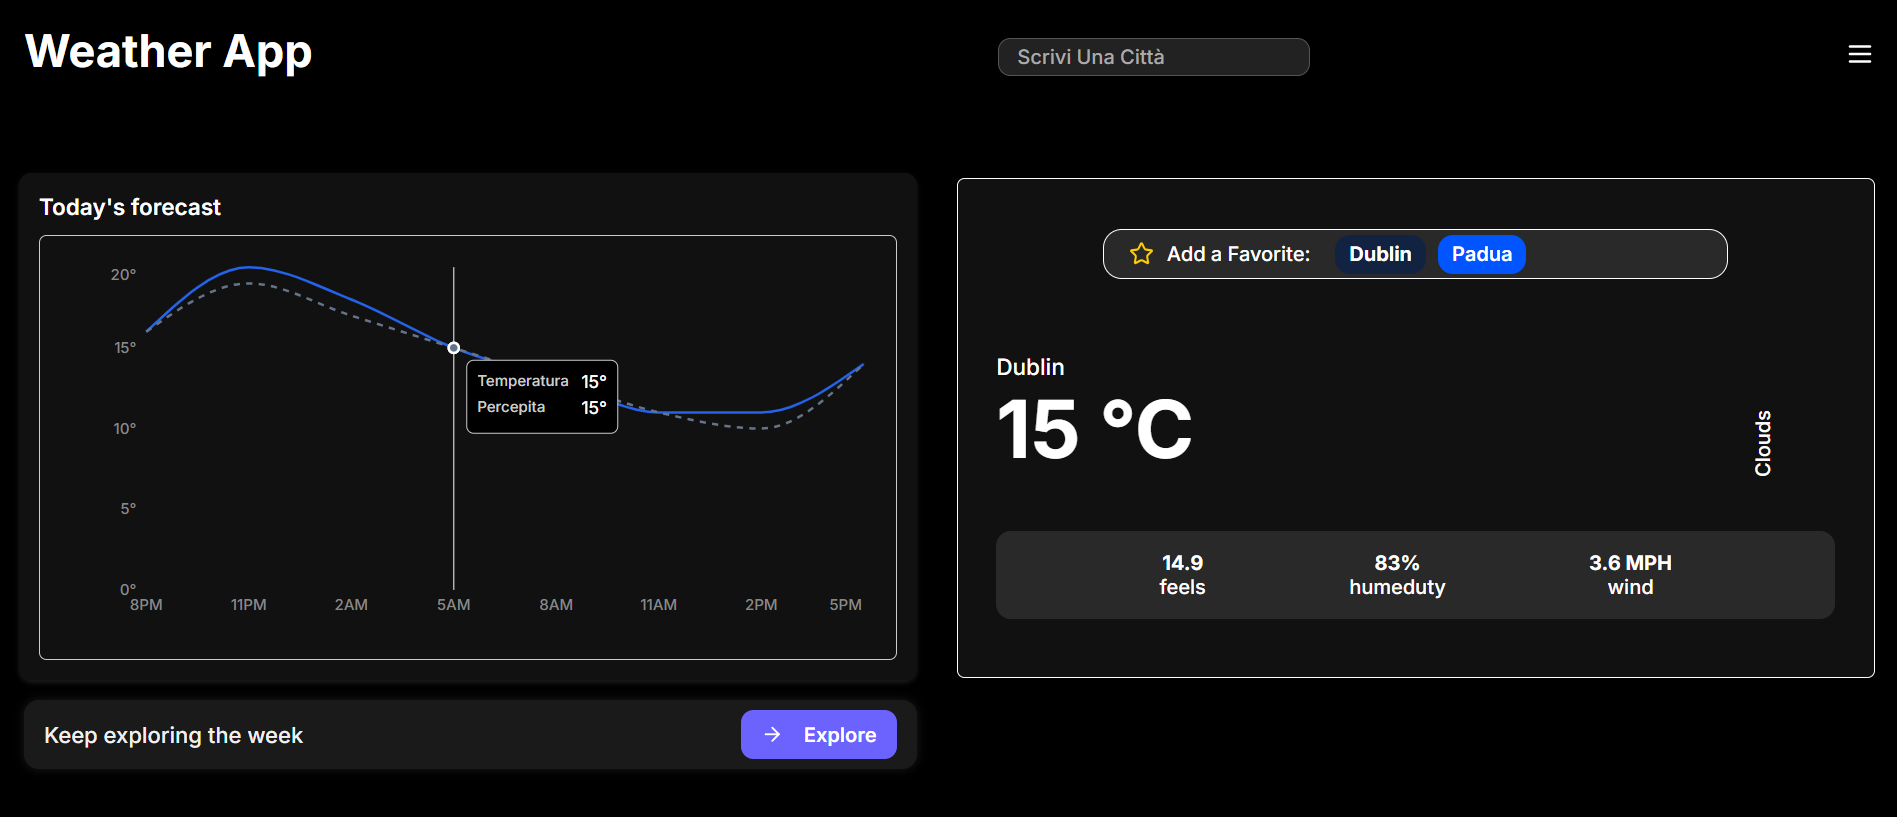 Weather App
Scrivi Una Città
Today's forecast
20°
15°
10°
5°
0°
8PM 11PM 2AM 5AM 8AM 11AM 2PM 5PM
Temperatura 15°
Percepita 15°
Keep exploring the week
Explore
Add a Favorite: Dublin Padua
Dublin
15 °C
Clouds
14.9 83% 3.6 MPH
feels humeduty wind